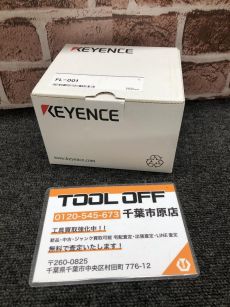 FL-001
KEYENCE
KEYENCE
www.keyence.com
TOOL OFF
0120-545-673 千葉市原店
工具買取強化中！！
新品・中古・ジャンク買取可能 宅配査定・出張査定・LINE査定
無料で査定いたします！
〒260-0825
千葉県千葉市中央区村田町 776-12